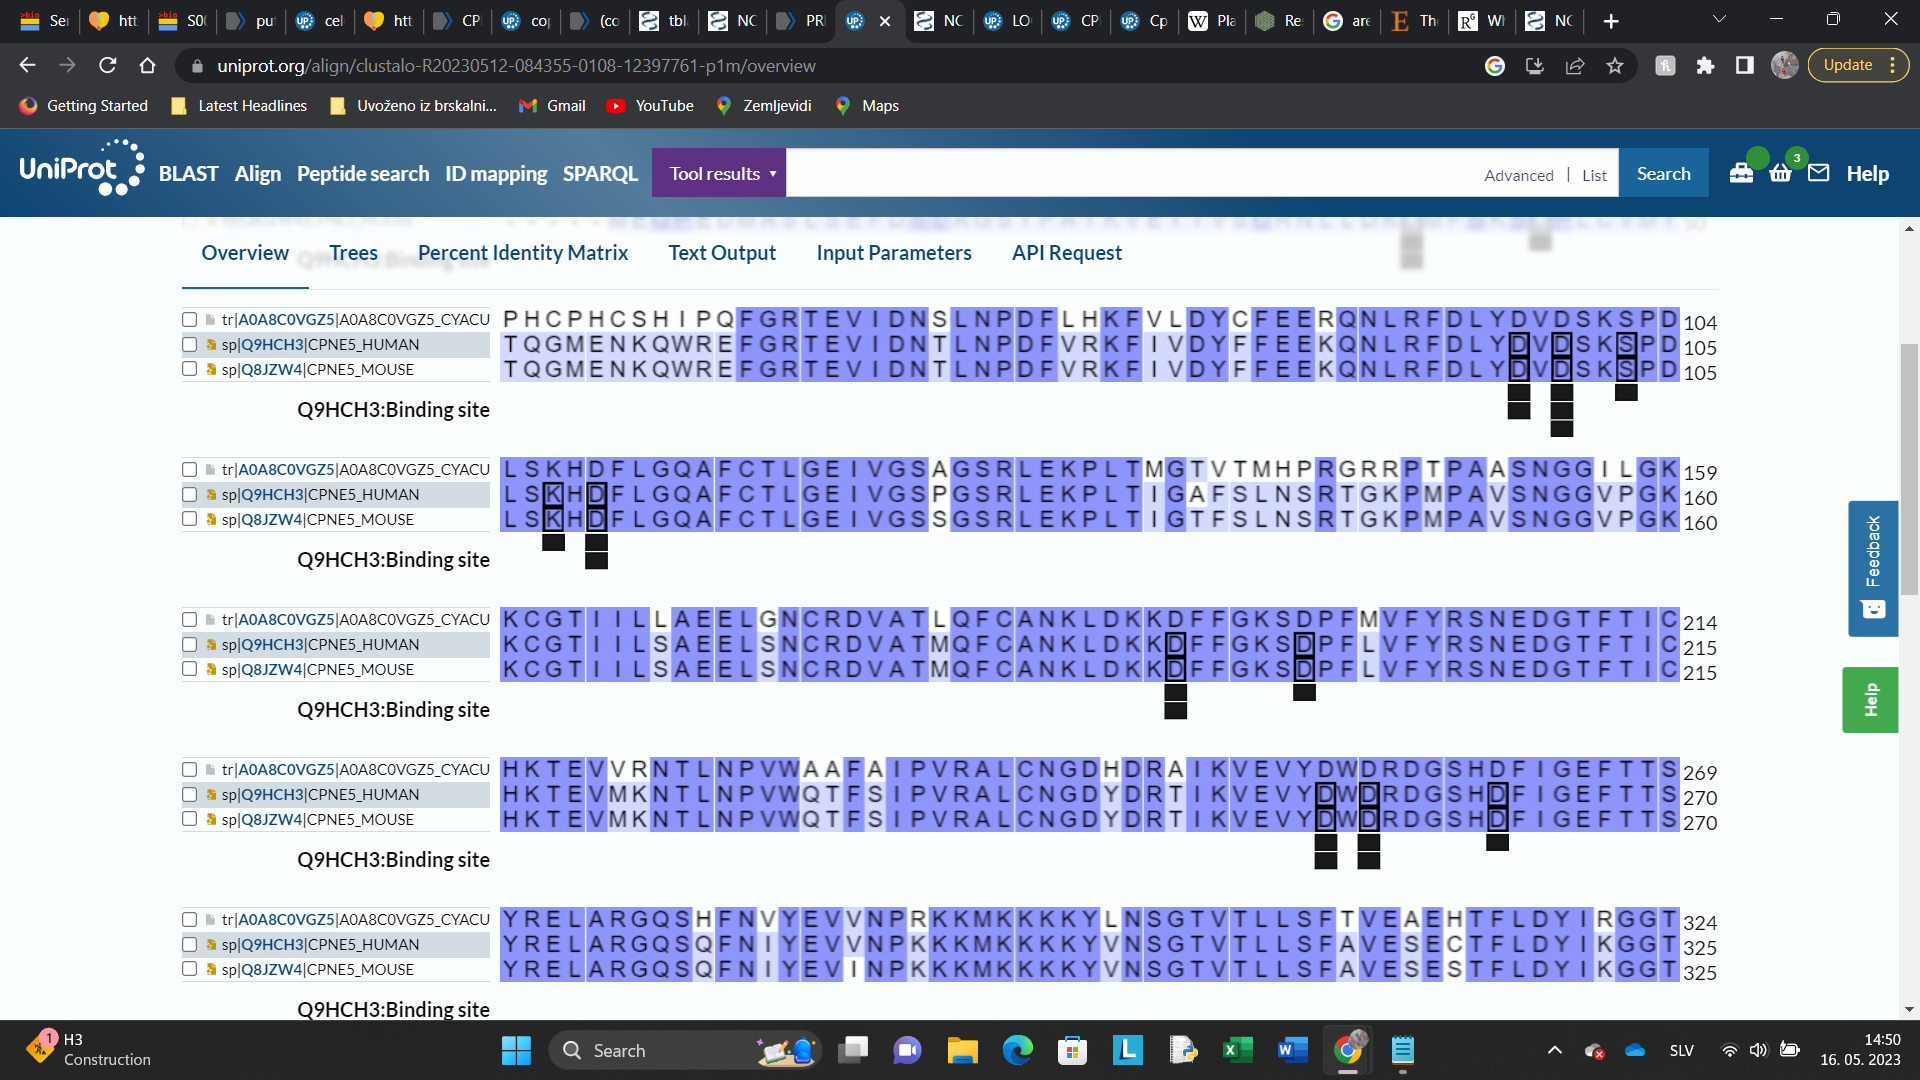 Se S0 pu cel htt CP co (co tbl NC PRI NC LO CP Cp Pla Re are Th Wh NC
uniprot.org/align/clustalo-R20230512-084355-0108-12397761-p1m/overview
Update
Getting Started Latest Headlines Uvoženo iz brskalni... Gmail YouTube Zemljevidi Maps
UniProt BLAST Align Peptide search ID mapping SPARQL Tool results Advanced | List Search 3 Help
Overview Trees Percent Identity Matrix Text Output Input Parameters API Request
tr|A0A8C0VGZ5|A0A8C0VGZ5_CYACU PHCPHCSHIPQFGRTEVIDNSLNPDFLHKFVLDYCFEERQNLRFDLYDVDSKSPD 104
sp|Q9HCH3|CPNE5_HUMAN TQGMENKQWREFGRTEVIDNTLNPDFVRKFIVDYFFEEKQNLRFDLYDVDSKSPD 105
sp|Q8JZW4|CPNE5_MOUSE TQGMENKQWREFGRTEVIDNTLNPDFVRKFIVDYFFEEKQNLRFDLYDVDSKSPD 105
Q9HCH3:Binding site
tr|A0A8C0VGZ5|A0A8C0VGZ5_CYACU LSKHDFLGQAFCTLGEIVGSAGSRLEKPLTMGTVTMHPRGRRPTPAASNGGILGK 159
sp|Q9HCH3|CPNE5_HUMAN LSKHDFLGQAFCTLGEIVGSPGSRLEKPLTIGAFSLNSRTGKPMPAVSNGGVPGK 160
sp|Q8JZW4|CPNE5_MOUSE LSKHDFLGQAFCTLGEIVGSSGSRLEKPLTIGTFSLNSRTGKPMPAVSNGGVPGK 160
Q9HCH3:Binding site
tr|A0A8C0VGZ5|A0A8C0VGZ5_CYACU KCGTIILLAEELGNCRDVATLQFCANKLDKKDFFGKSDPFMVFYRSNEDGTFTIC 214
sp|Q9HCH3|CPNE5_HUMAN KCGTIILSAEELSNCRDVATMQFCANKLDKKDFFGKSDPFLVFYRSNEDGTFTIC 215
sp|Q8JZW4|CPNE5_MOUSE KCGTIILSAEELSNCRDVATMQFCANKLDKKDFFGKSDPFLVFYRSNEDGTFTIC 215
Q9HCH3:Binding site
tr|A0A8C0VGZ5|A0A8C0VGZ5_CYACU HKTEVVRNTLNPVWAAFAIPVRALCNGDHDRAIKVEVYDWDRDGSHDFIGEFTTS 269
sp|Q9HCH3|CPNE5_HUMAN HKTEVMKNTLNPVWQTFSIPVRALCNGDYDRTIKVEVYDWDRDGSHDFIGEFTTS 270
sp|Q8JZW4|CPNE5_MOUSE HKTEVMKNTLNPVWQTFSIPVRALCNGDYDRTIKVEVYDWDRDGSHDFIGEFTTS 270
Q9HCH3:Binding site
tr|A0A8C0VGZ5|A0A8C0VGZ5_CYACU YRELARGQSHFNVYEVVNPRKKMKKKKYLNSGTVTLLSFTVEAEHTFLDYIRGGT 324
sp|Q9HCH3|CPNE5_HUMAN YRELARGQSQFNIYEVVNPKKKMKKKKYVNSGTVTLLSFAVESECTFLDYIKGGT 325
sp|Q8JZW4|CPNE5_MOUSE YRELARGQSQFNIYEVINPKKKMKKKKYVNSGTVTLLSFAVESESTFLDYIKGGT 325
Q9HCH3:Binding site
Feedback
Help
1 H3
Construction
Search
SLV
14:50
16. 05. 2023